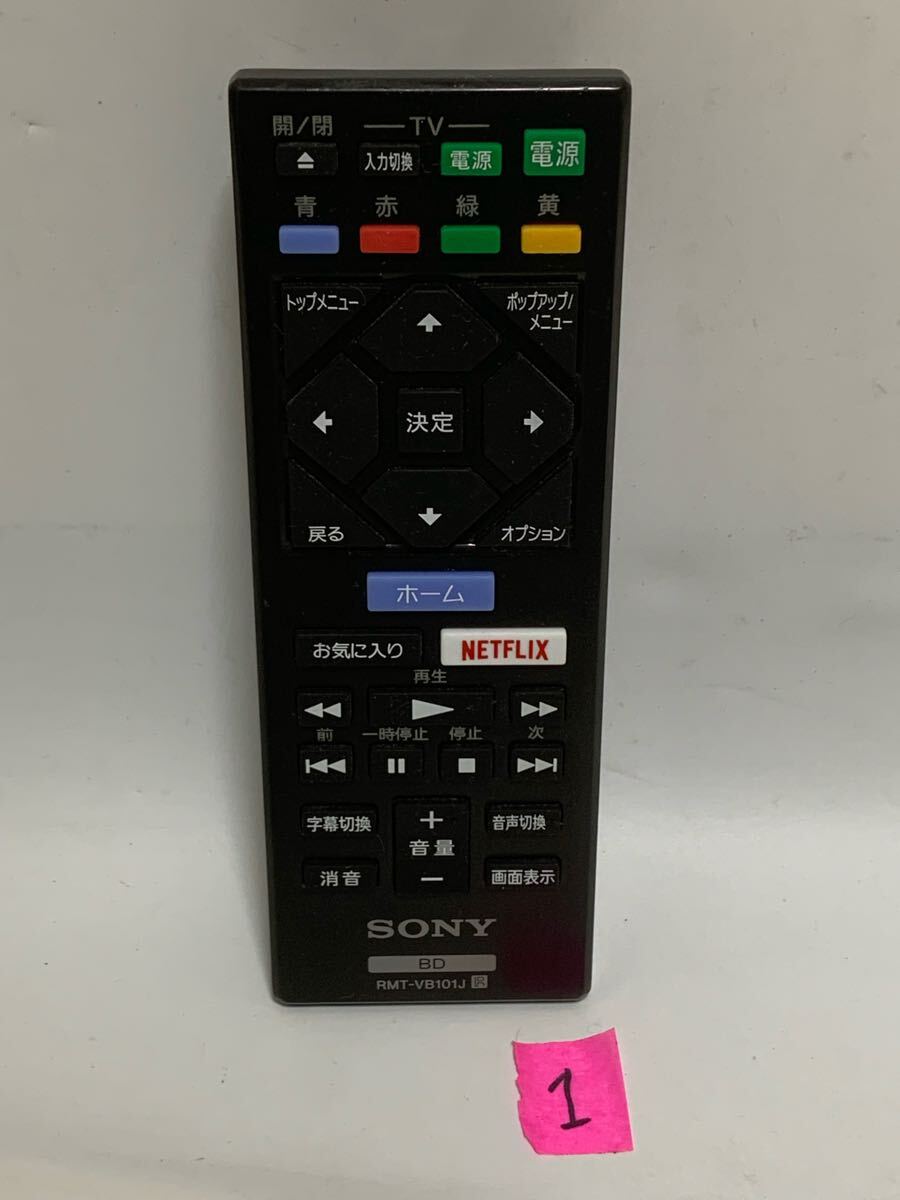 開/閉
TV
入力切換
電源
電源
青
赤
緑
黄
トップメニュー
ポップアップ/
メニュー
決定
戻る
オプション
ホーム
お気に入り
NETFLIX
再生
前
一時停止
停止
次
字幕切換
+
音量
-
音声切換
消音
画面表示
SONY
BD
RMT-VB101J IR
1